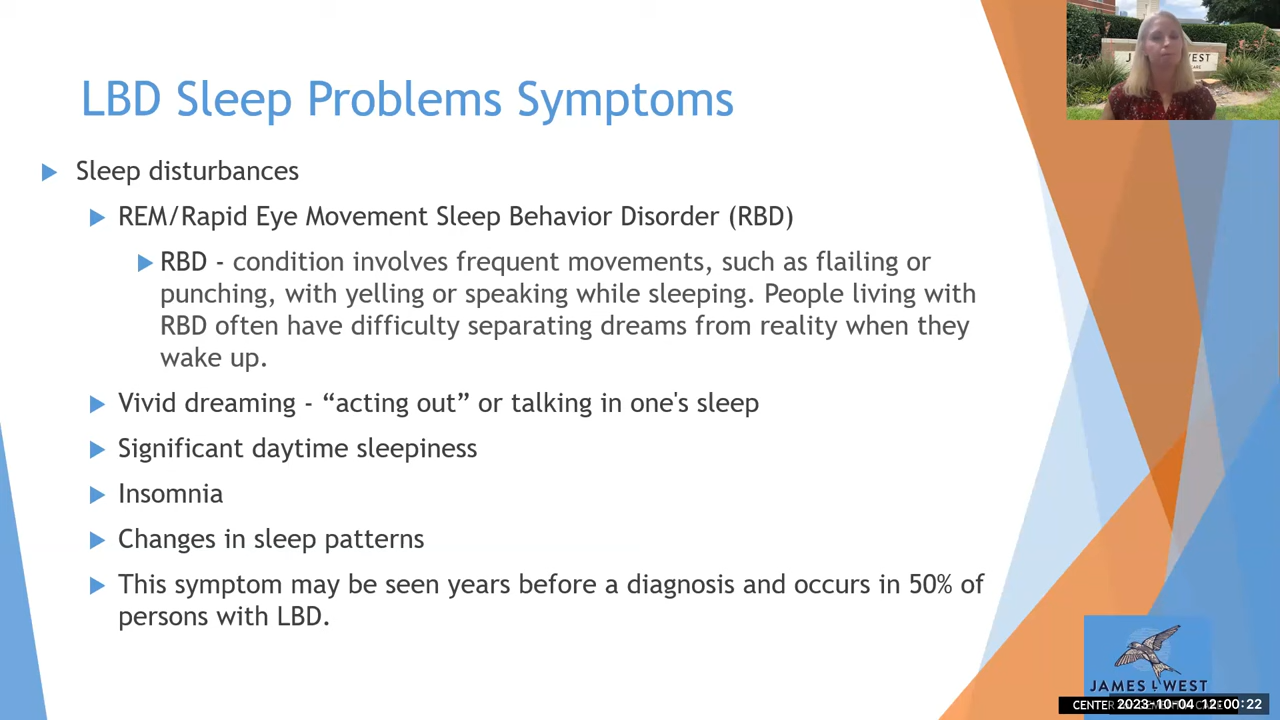 LBD Sleep Problems Symptoms
Sleep disturbances
REM/Rapid Eye Movement Sleep Behavior Disorder (RBD)
RBD - condition involves frequent movements, such as flailing or
punching, with yelling or speaking while sleeping. People living with
RBD often have difficulty separating dreams from reality when they
wake up.
Vivid dreaming - “acting out” or talking in one's sleep
Significant daytime sleepiness
Insomnia
Changes in sleep patterns
This symptom may be seen years before a diagnosis and occurs in 50% of
persons with LBD.
JAMES L WEST
CENTER
2023-10-04 12:00:22